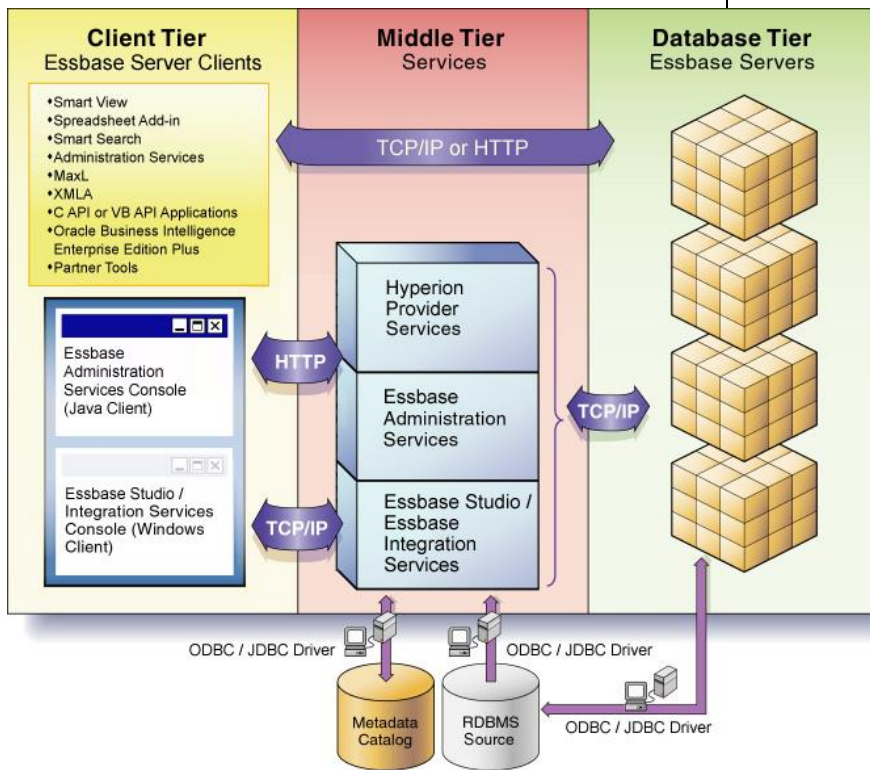 Client Tier
Essbase Server Clients
♦Smart View
♦Spreadsheet Add-in
♦Smart Search
♦Administration Services
♦MaxL
♦XMLA
♦C API or VB API Applications
♦Oracle Business Intelligence
Enterprise Edition Plus
♦Partner Tools
Middle Tier
Services
Database Tier
Essbase Servers
TCP/IP or HTTP
Essbase
Administration
Services Console
(Java Client)
HTTP
Hyperion
Provider
Services
Essbase
Administration
Services
TCP/IP
Essbase Studio /
Integration Services
Console (Windows
Client)
TCP/IP
Essbase Studio /
Essbase
Integration
Services
ODBC / JDBC Driver
ODBC / JDBC Driver
Metadata
Catalog
RDBMS
Source
ODBC / JDBC Driver